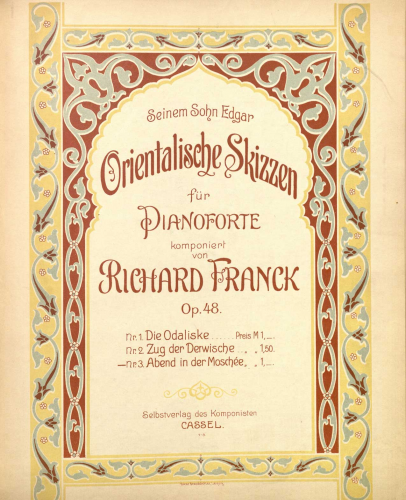 Seinem Sohn Edgar
Orientalische Skizzen
für
PIANOFORTE
komponiert
von
RICHARD FRANCK
Op. 48.
Nr. 1. Die Odaliske . . . . . . Preis M 1,_.
Nr. 2. Zug der Derwische . . „ „ 1,50.
Nr. 3. Abend in der Moschée, „ „ 1,_.
Selbstverlag des Komponisten
CASSEL.